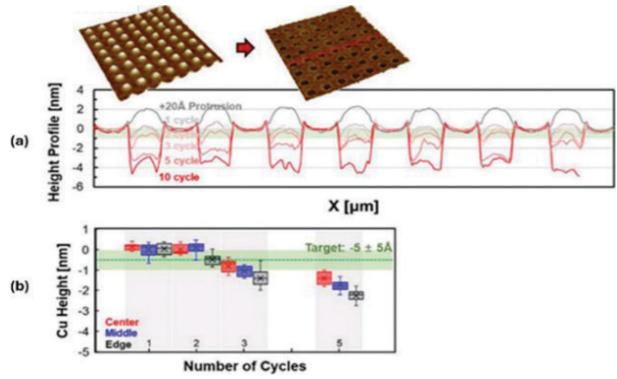 4
+20Å Protrusion
2
1 cycle
0
-2
3 cycle
5 cycle
-4
10 cycle
-6
Height Profile [nm]
(a)
X [µm]
1
0
Target: -5 ± 5Å
-1
-2
-3
Center
Middle
-4
Edge
-5
1 2 3 5
Cu Height [nm]
(b)
Number of Cycles